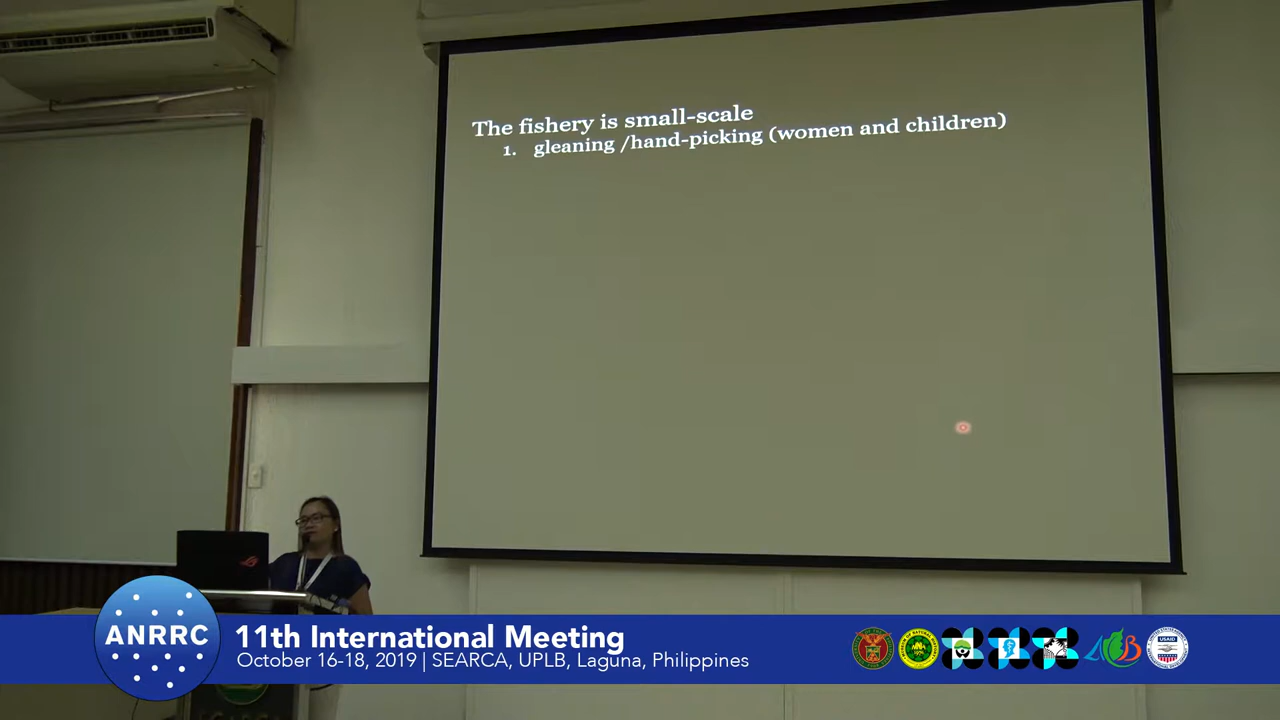 The fishery is small-scale
1. gleaning /hand-picking (women and children)
ANRRC
11th International Meeting
October 16-18, 2019 | SEARCA, UPLB, Laguna, Philippines
USAID